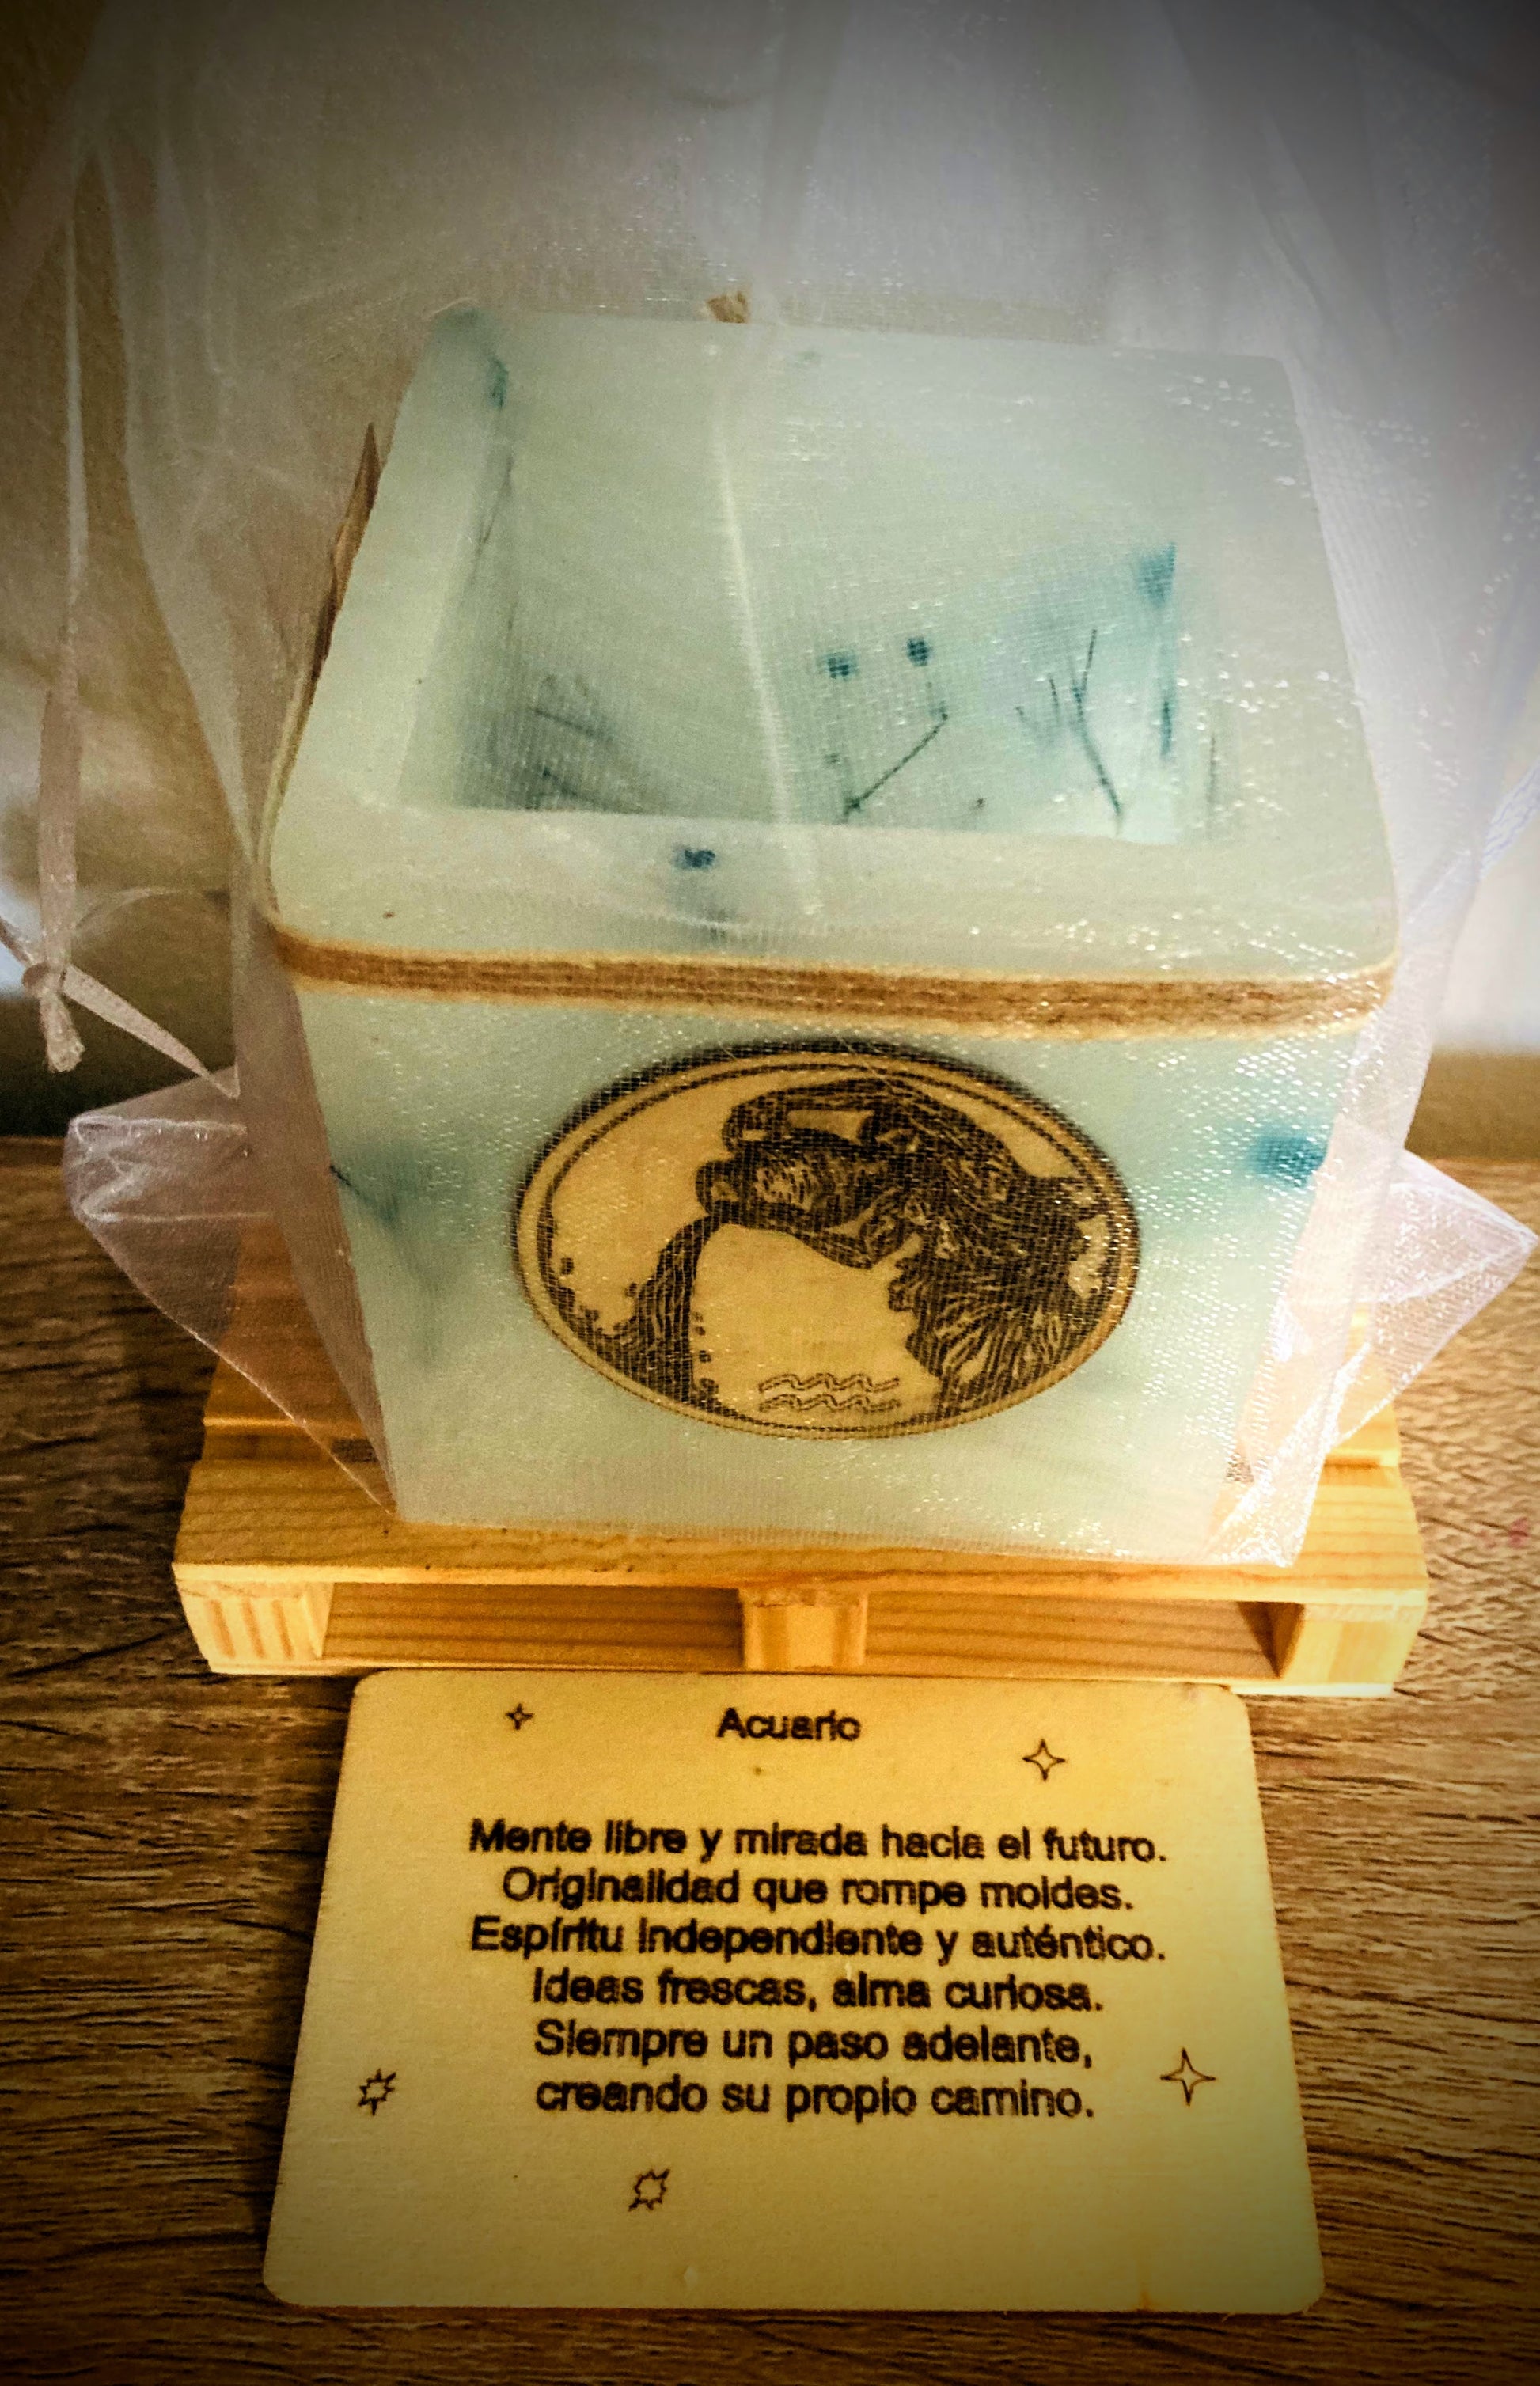 Acuario
Mente libre y mirada hacia el futuro.
Originalidad que rompe moldes.
Espíritu independiente y auténtico.
Ideas frescas, alma curiosa.
Siempre un paso adelante,
creando su propio camino.